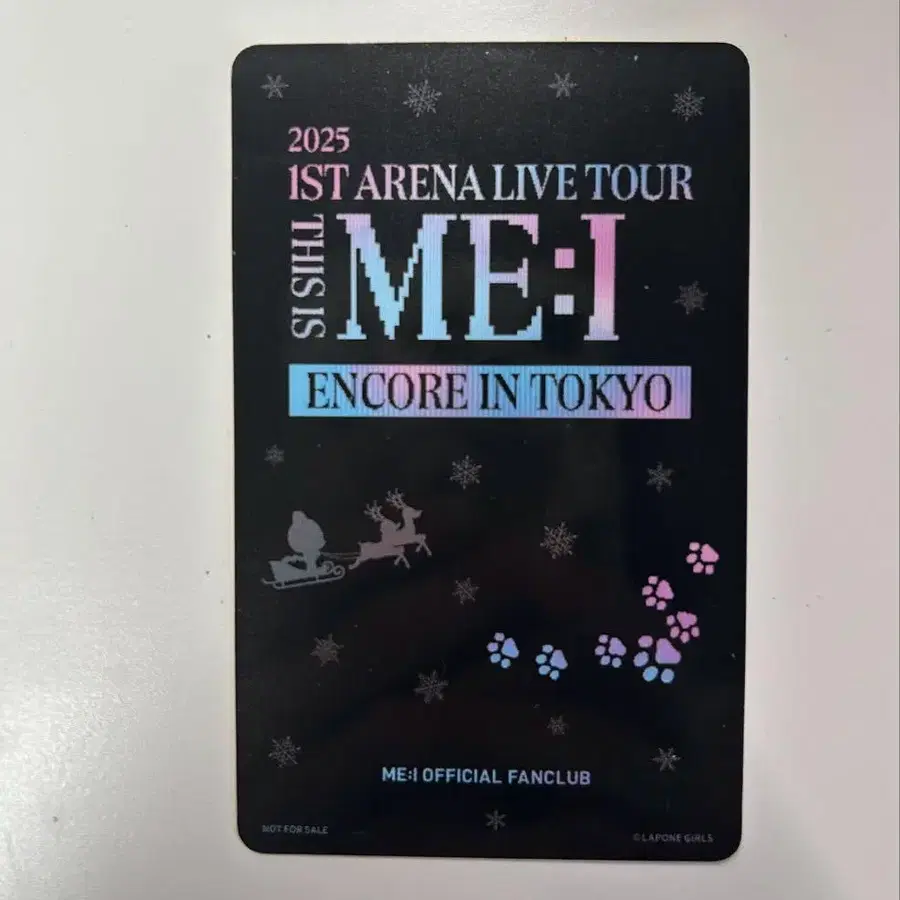 2025
1ST ARENA LIVE TOUR
THIS IS
ME:I
ENCORE IN TOKYO
ME:I OFFICIAL FANCLUB
NOT FOR SALE
©LAPONE GIRLS